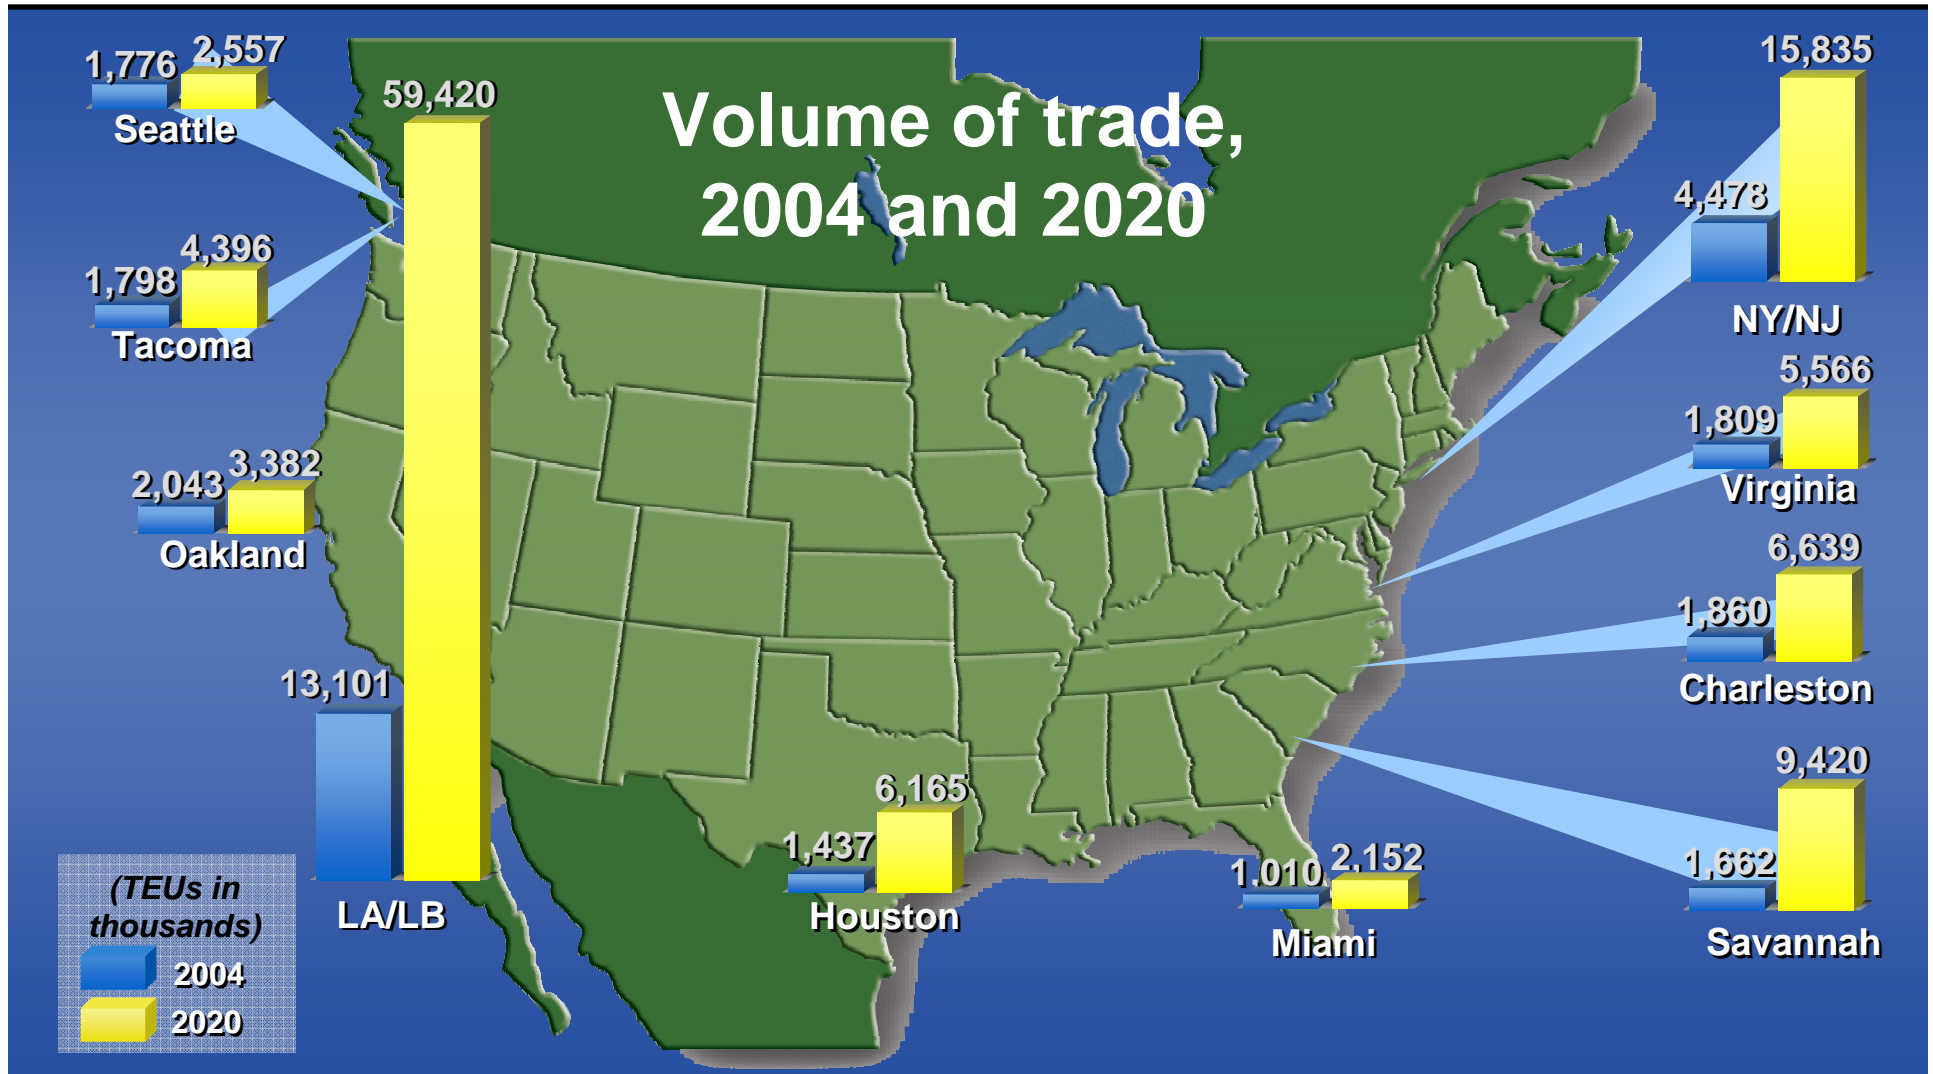 Volume of trade,
2004 and 2020
1,776
2,557
Seattle
1,798
4,396
Tacoma
2,043
3,382
Oakland
13,101
59,420
LA/LB
1,437
6,165
Houston
1,010
2,152
Miami
4,478
15,835
NY/NJ
1,809
5,566
Virginia
1,860
6,639
Charleston
1,662
9,420
Savannah
(TEUs in
thousands)
2004
2020